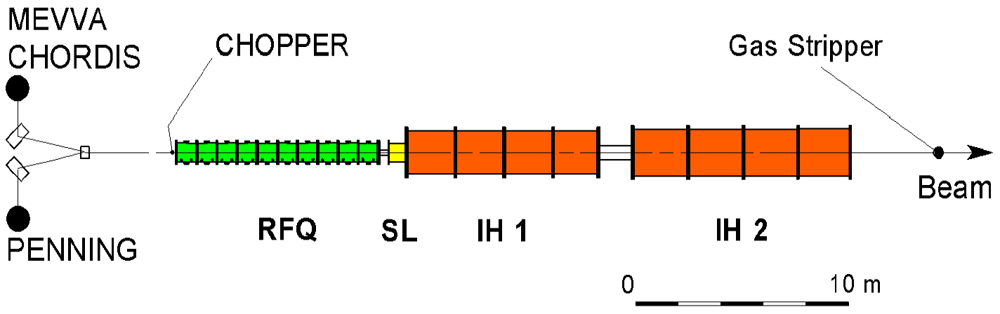 MEVVA
CHORDIS
CHOPPER
Gas Stripper
Beam
RFQ
SL
IH 1
IH 2
PENNING
0
10 m